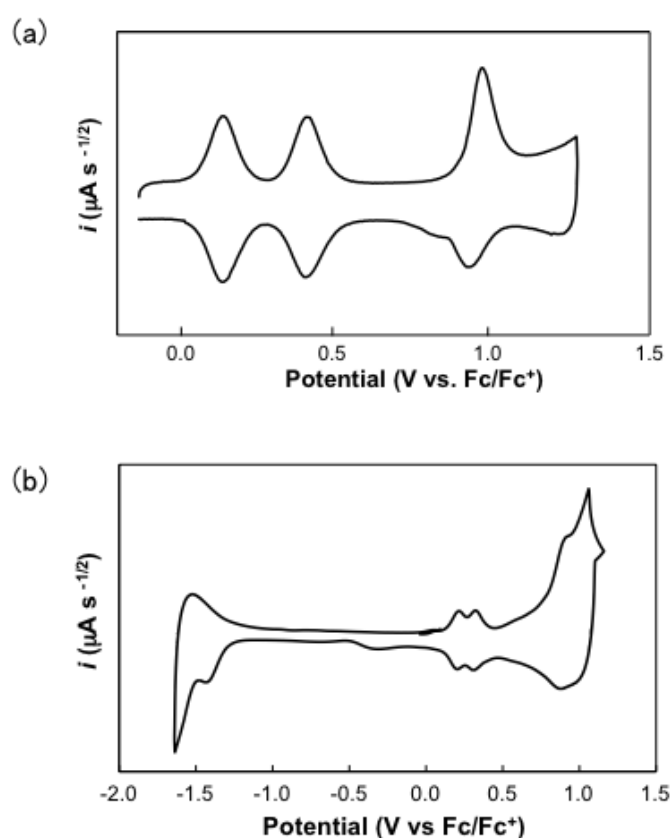 (a)
i (µA s -1/2)
0.0 0.5 1.0 1.5
Potential (V vs. Fc/Fc+)
(b)
i (µA s -1/2)
-2.0 -1.5 -1.0 -0.5 0.0 0.5 1.0 1.5
Potential (V vs Fc/Fc+)